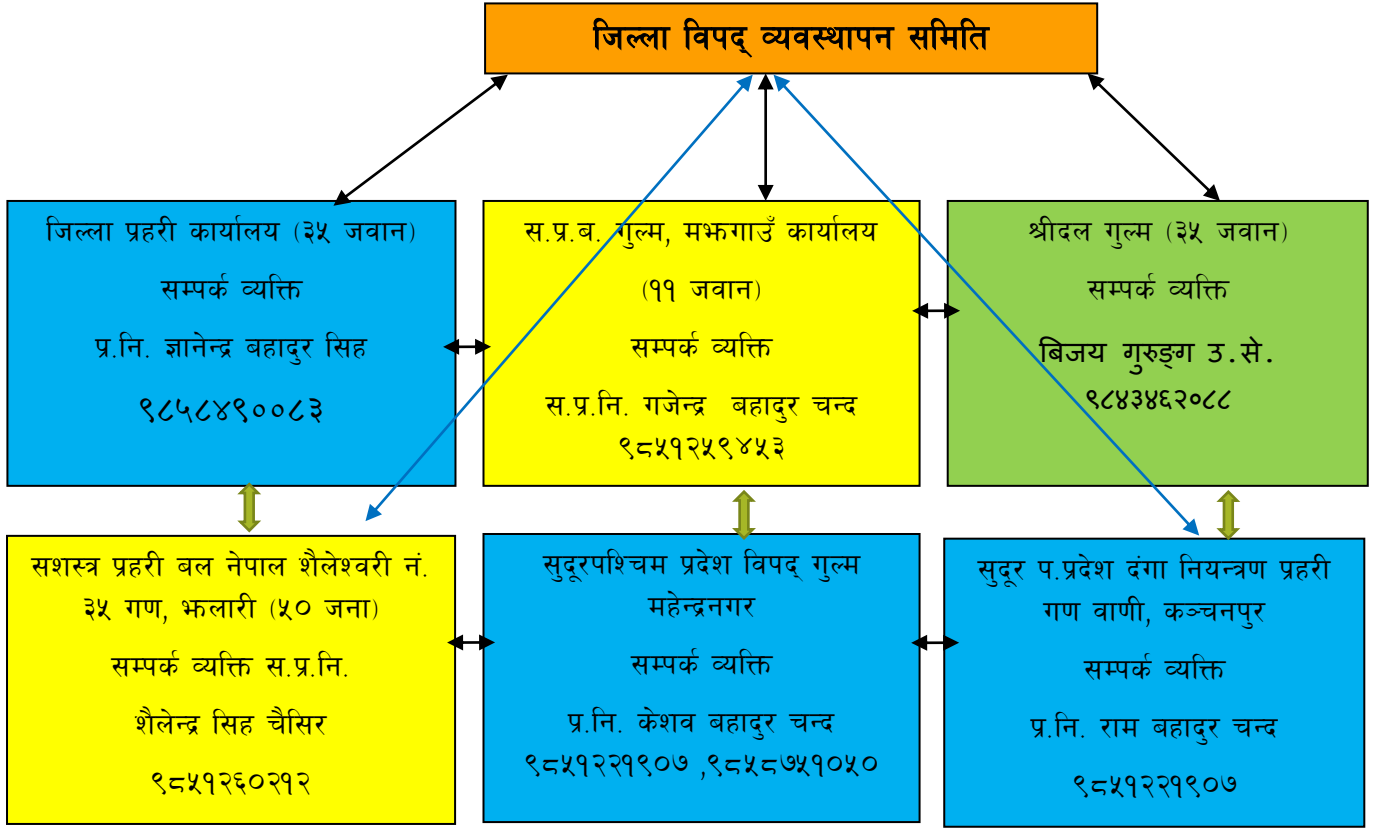 जिल्ला विपद् व्यवस्थापन समिति
जिल्ला प्रहरी कार्यालय (३५ जवान)
सम्पर्क व्यक्ति
प्र.नि. ज्ञानेन्द्र बहादुर सिह
९८५८४९००८३
स.प्र.ब. गुल्म, मझगाउँ कार्यालय
(११ जवान)
सम्पर्क व्यक्ति
स.प्र.नि. गजेन्द्र बहादुर चन्द
९८५१२५९४५३
श्रीदल गुल्म (३५ जवान)
सम्पर्क व्यक्ति
बिजय गुरुङ्ग उ.से.
९८४३४६२०८८
सशस्त्र प्रहरी बल नेपाल शैलेश्वरी नं.
३५ गण, झलारी (५० जना)
सम्पर्क व्यक्ति स.प्र.नि.
शैलेन्द्र सिह चैसिर
९८५१२६०२१२
सुदूरपश्चिम प्रदेश विपद् गुल्म
महेन्द्रनगर
सम्पर्क व्यक्ति
प्र.नि. केशव बहादुर चन्द
९८५१२२१९०७ ,९८५८७५१०५०
सुदूर प.प्रदेश दंगा नियन्त्रण प्रहरी
गण वाणी, कञ्चनपुर
सम्पर्क व्यक्ति
प्र.नि. राम बहादुर चन्द
९८५१२२१९०७